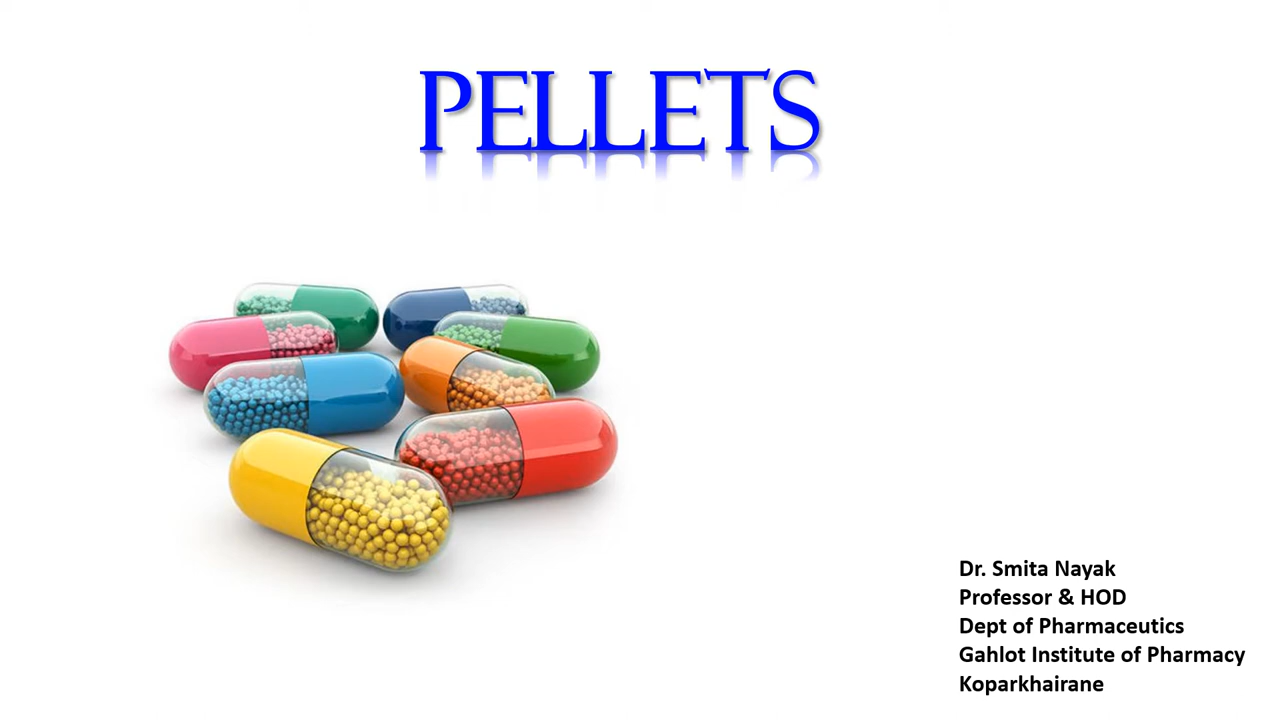 PELLETS
Dr. Smita Nayak
Professor & HOD
Dept of Pharmaceutics
Gahlot Institute of Pharmacy
Koparkhairane